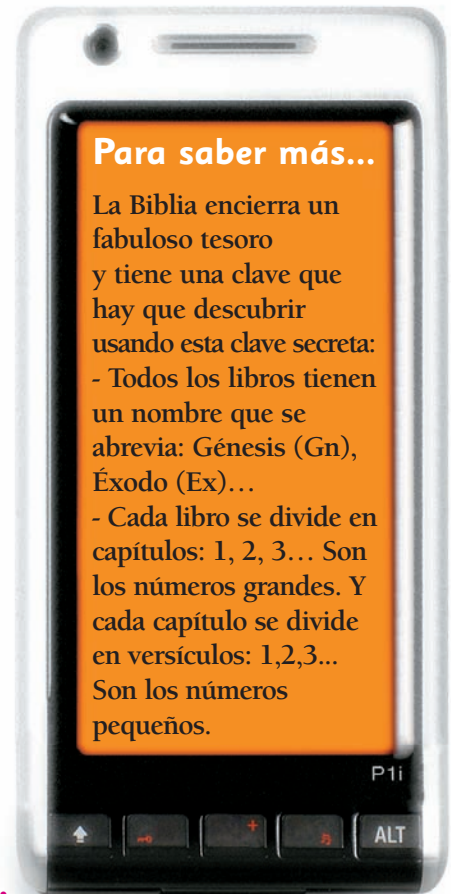 Para saber más...
La Biblia encierra un
fabuloso tesoro
y tiene una clave que
hay que descubrir
usando esta clave secreta:
- Todos los libros tienen
un nombre que se
abrevia: Génesis (Gn),
Éxodo (Ex)…
- Cada libro se divide en
capítulos: 1, 2, 3… Son
los números grandes. Y
cada capítulo se divide
en versículos: 1,2,3...
Son los números
pequeños.
P1i
ALT